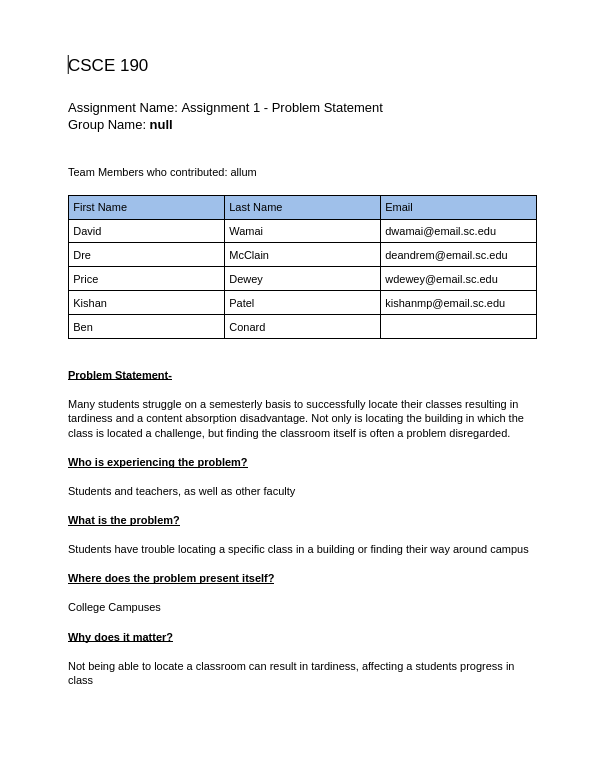 CSCE 190
Assignment Name: Assignment 1 - Problem Statement
Group Name: null
Team Members who contributed: allum
First Name Last Name Email
David Wamai dwamai@email.sc.edu
Dre McClain deandrem@email.sc.edu
Price Dewey wdewey@email.sc.edu
Kishan Patel kishanmp@email.sc.edu
Ben Conard
Problem Statement-
Many students struggle on a semesterly basis to successfully locate their classes resulting in
tardiness and a content absorption disadvantage. Not only is locating the building in which the
class is located a challenge, but finding the classroom itself is often a problem disregarded.
Who is experiencing the problem?
Students and teachers, as well as other faculty
What is the problem?
Students have trouble locating a specific class in a building or finding their way around campus
Where does the problem present itself?
College Campuses
Why does it matter?
Not being able to locate a classroom can result in tardiness, affecting a students progress in
class